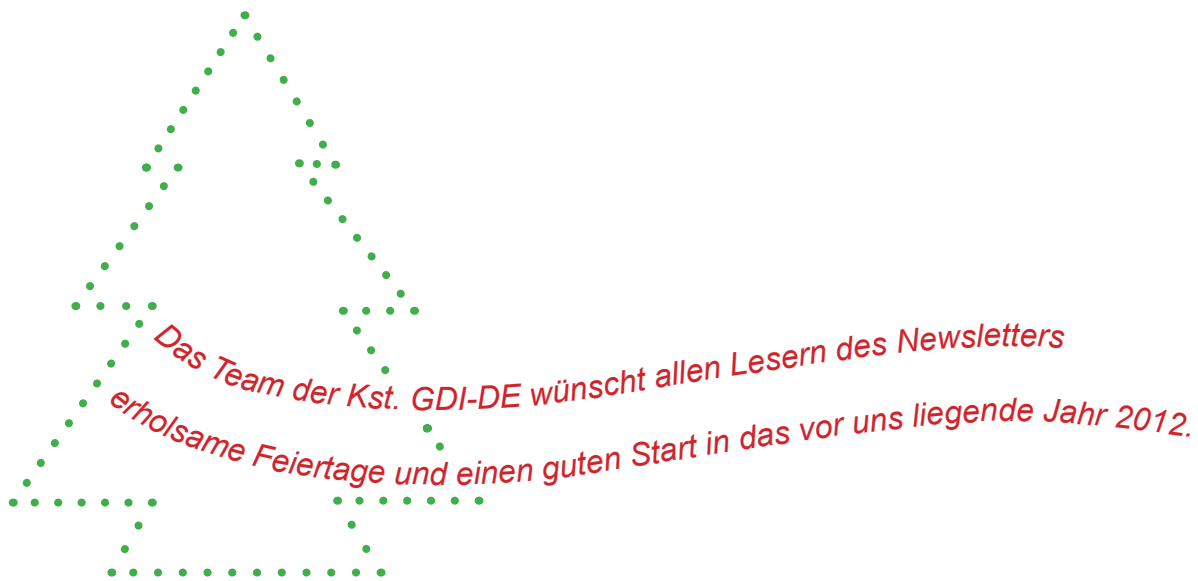 Das Team der Kst. GDI-DE wünscht allen Lesern des Newsletters
erholsame Feiertage und einen guten Start in das vor uns liegende Jahr 2012.